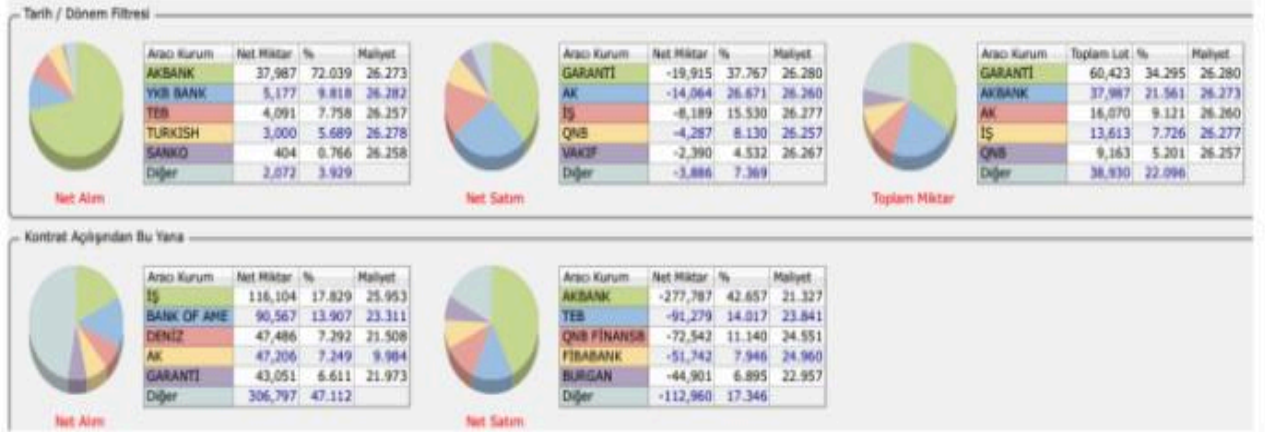 Tarih / Dönem Filtresi
Aracı Kurum Net Miktar % Maliyet
AKBANK 37,987 72.039 26.273
YKB BANK 5,177 9.818 26.282
TEB 4,091 7.758 26.257
TURKISH 3,000 5.689 26.278
SANKO 404 0.766 26.258
Diğer 2,072 3.929
Net Alım
Aracı Kurum Net Miktar % Maliyet
GARANTİ -19,915 37.767 26.280
AK -14,064 26.671 26.260
İŞ -8,189 15.530 26.277
QNB -4,287 8.130 26.257
VAKIF -2,390 4.532 26.267
Diğer -3,886 7.369
Net Satım
Aracı Kurum Toplam Lot % Maliyet
GARANTİ 60,423 34.295 26.280
AKBANK 37,987 21.561 26.273
AK 16,070 9.121 26.260
İŞ 13,613 7.726 26.277
QNB 9,163 5.201 26.257
Diğer 38,930 22.096
Toplam Miktar
Kontrat Açılışından Bu Yana
Aracı Kurum Net Miktar % Maliyet
İŞ 116,104 17.829 25.953
BANK OF AME 90,567 13.907 23.311
DENİZ 47,486 7.292 21.508
AK 47,206 7.249 9.984
GARANTİ 43,051 6.611 21.973
Diğer 306,797 47.112
Net Alım
Aracı Kurum Net Miktar % Maliyet
AKBANK -277,787 42.657 21.327
TEB -91,279 14.017 23.841
QNB FİNANSB -72,542 11.140 24.551
FİBABANK -51,742 7.946 24.960
BURGAN -44,901 6.895 22.957
Diğer -112,960 17.346
Net Satım